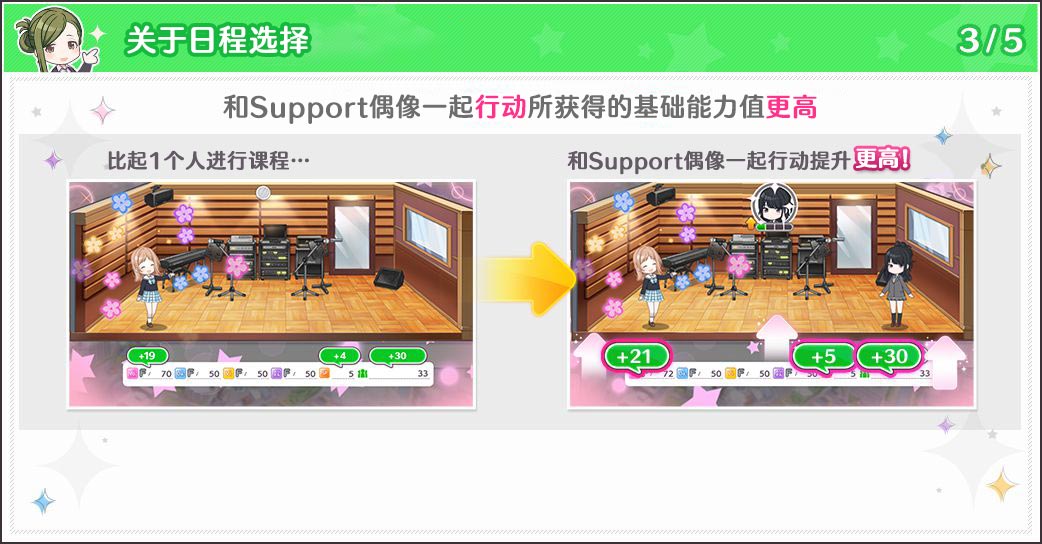 关于日程选择
3/5
和Support偶像一起行动所获得的基础能力值更高
比起1个人进行课程…
+19 +4 +30
70 50 50 50 5 33
和Support偶像一起行动提升更高!
+21 +5 +30
72 50 50 50 5 33